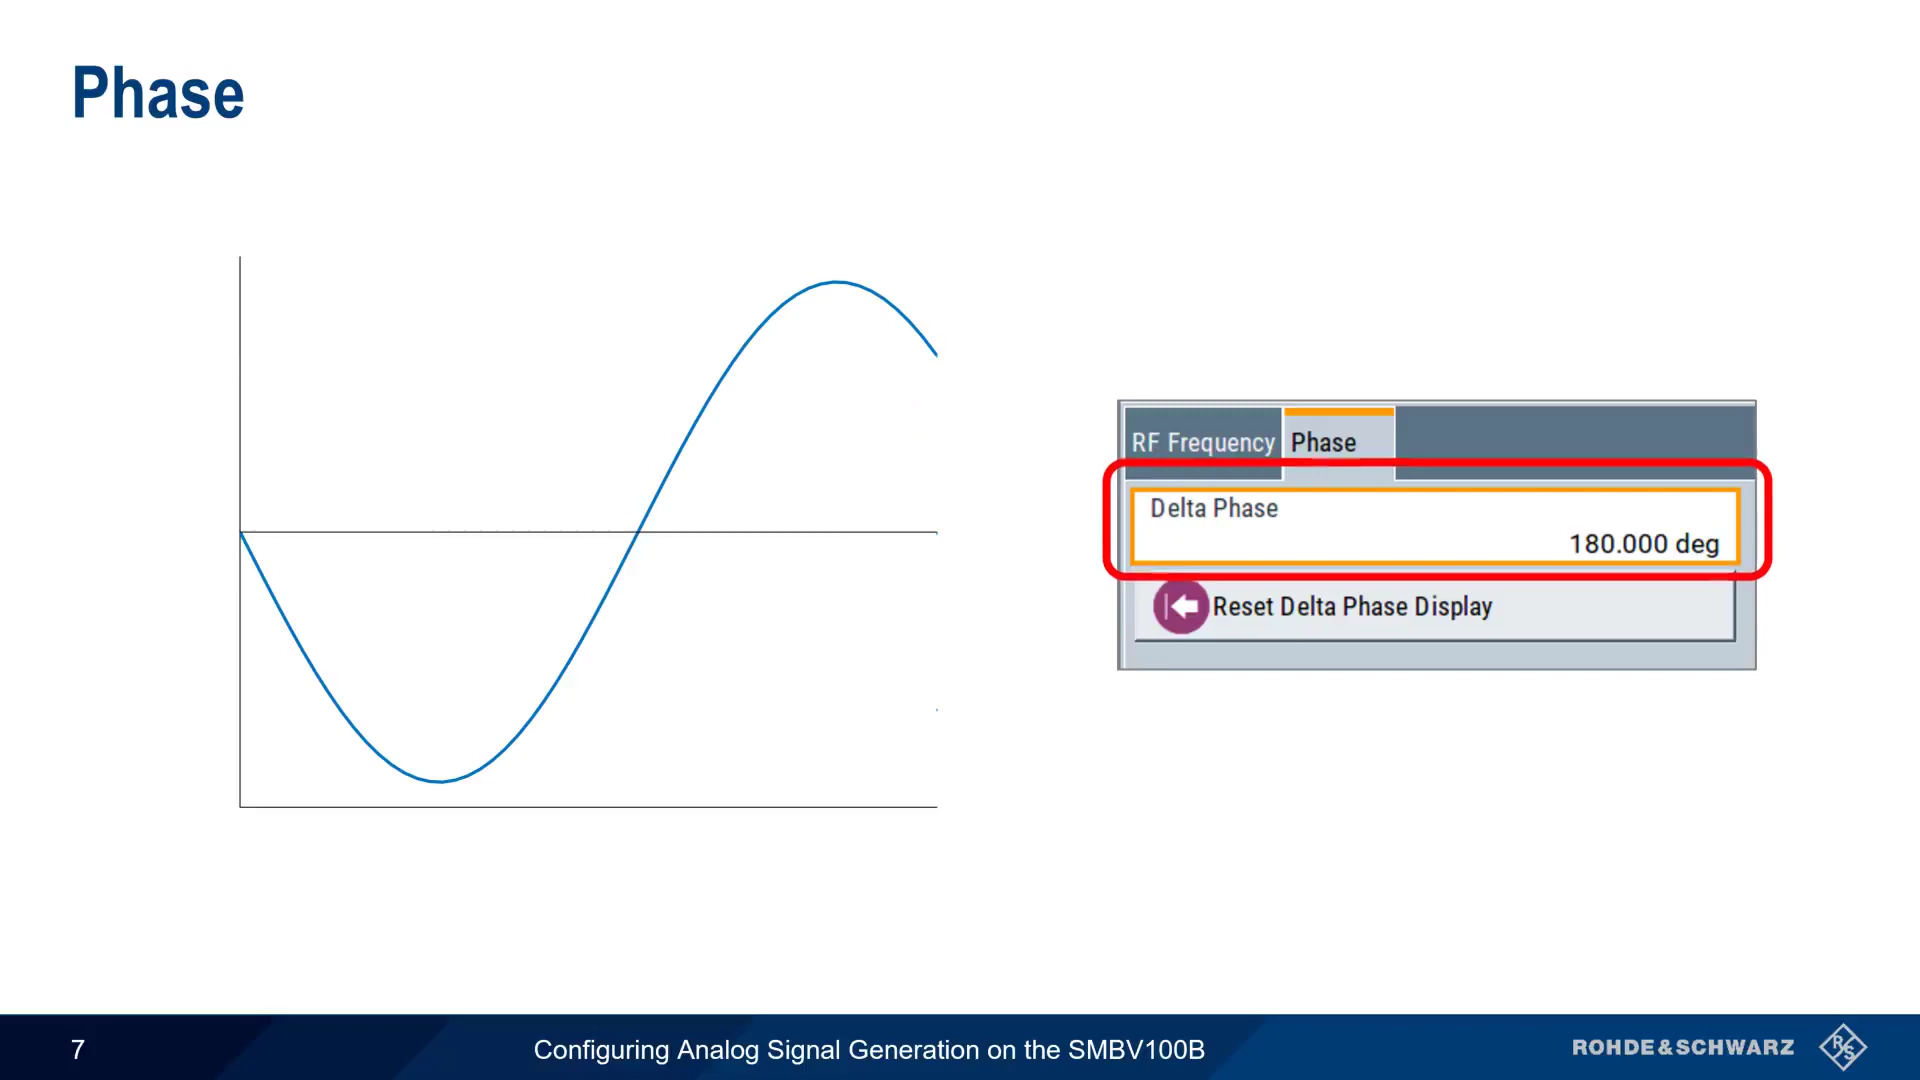 Phase
RF Frequency Phase
Delta Phase
180.000 deg
Reset Delta Phase Display
7 Configuring Analog Signal Generation on the SMBV100B ROHDE&SCHWARZ R&S